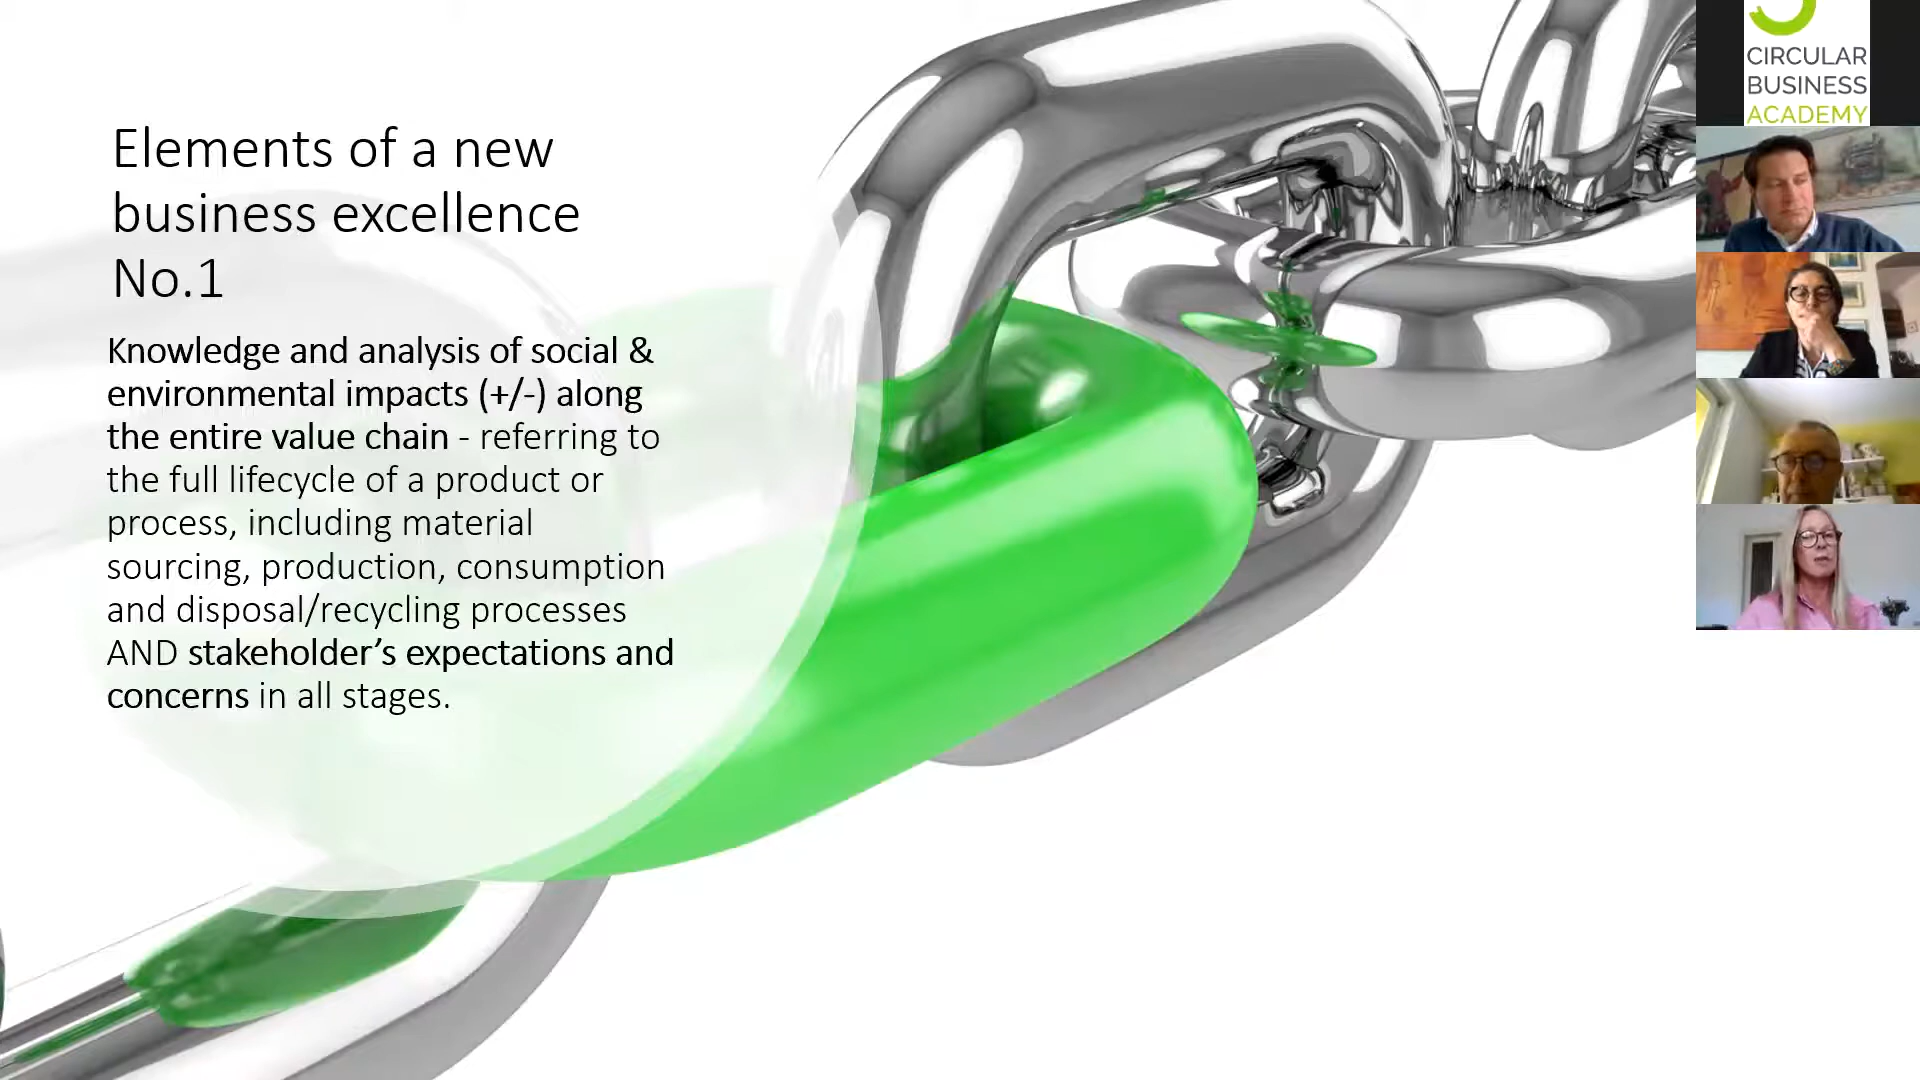 Elements of a new
business excellence
No.1
Knowledge and analysis of social &
environmental impacts (+/-) along
the entire value chain - referring to
the full lifecycle of a product or
process, including material
sourcing, production, consumption
and disposal/recycling processes
AND stakeholder’s expectations and
concerns in all stages.
CIRCULAR
BUSINESS
ACADEMY